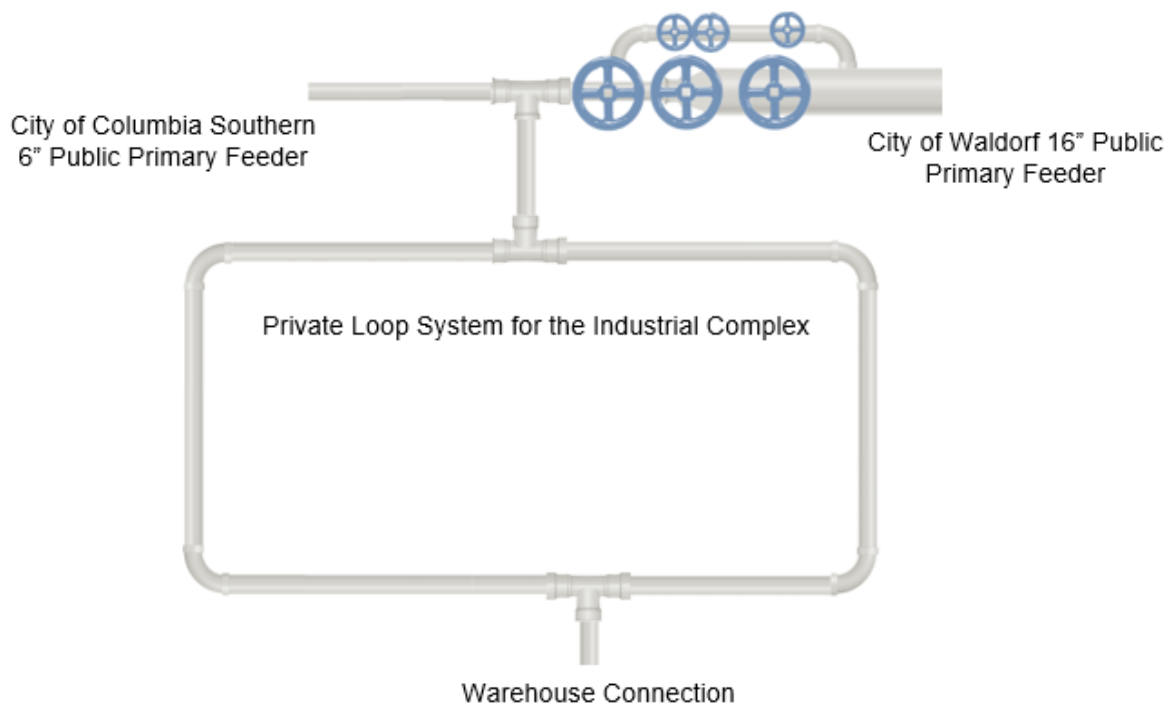 City of Columbia Southern
6” Public Primary Feeder
City of Waldorf 16” Public
Primary Feeder
Private Loop System for the Industrial Complex
Warehouse Connection